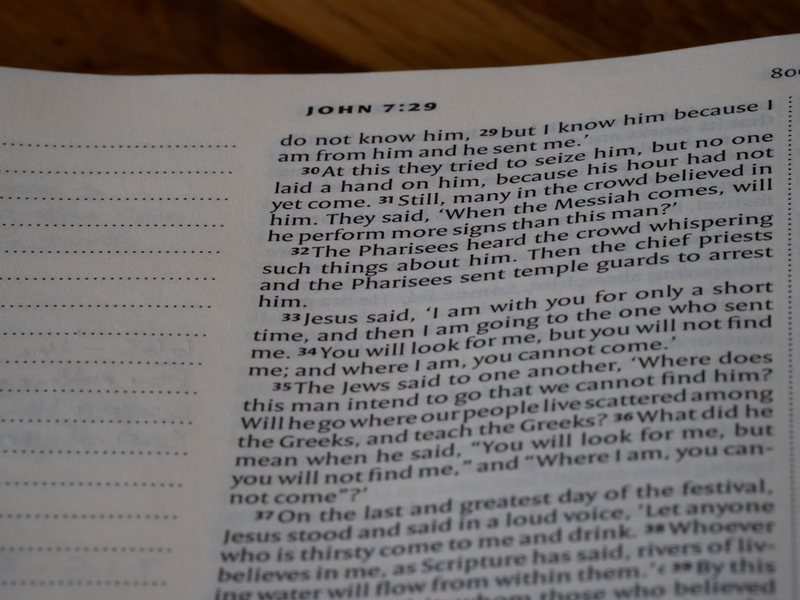 JOHN 7:29
do not know him, 29 but I know him because I
am from him and he sent me.'
30 At this they tried to seize him, but no one
laid a hand on him, because his hour had not
yet come. 31 Still, many in the crowd believed in
him. They said, 'When the Messiah comes, will
he perform more signs than this man?'
32 The Pharisees heard the crowd whispering
such things about him. Then the chief priests
and the Pharisees sent temple guards to arrest
him.
33 Jesus said, 'I am with you for only a short
time, and then I am going to the one who sent
me. 34 You will look for me, but you will not find
me; and where I am, you cannot come.'
35 The Jews said to one another, 'Where does
this man intend to go that we cannot find him?
Will he go where our people live scattered among
the Greeks, and teach the Greeks? 36 What did he
mean when he said, "You will look for me, but
you will not find me," and "Where I am, you can-
not come"?'
37 On the last and greatest day of the festival,
Jesus stood and said in a loud voice, 'Let anyone
who is thirsty come to me and drink. 38 Whoever
believes in me, as Scripture has said, rivers of liv-
ing water will flow from within them.' c 39 By this
whom those who believed